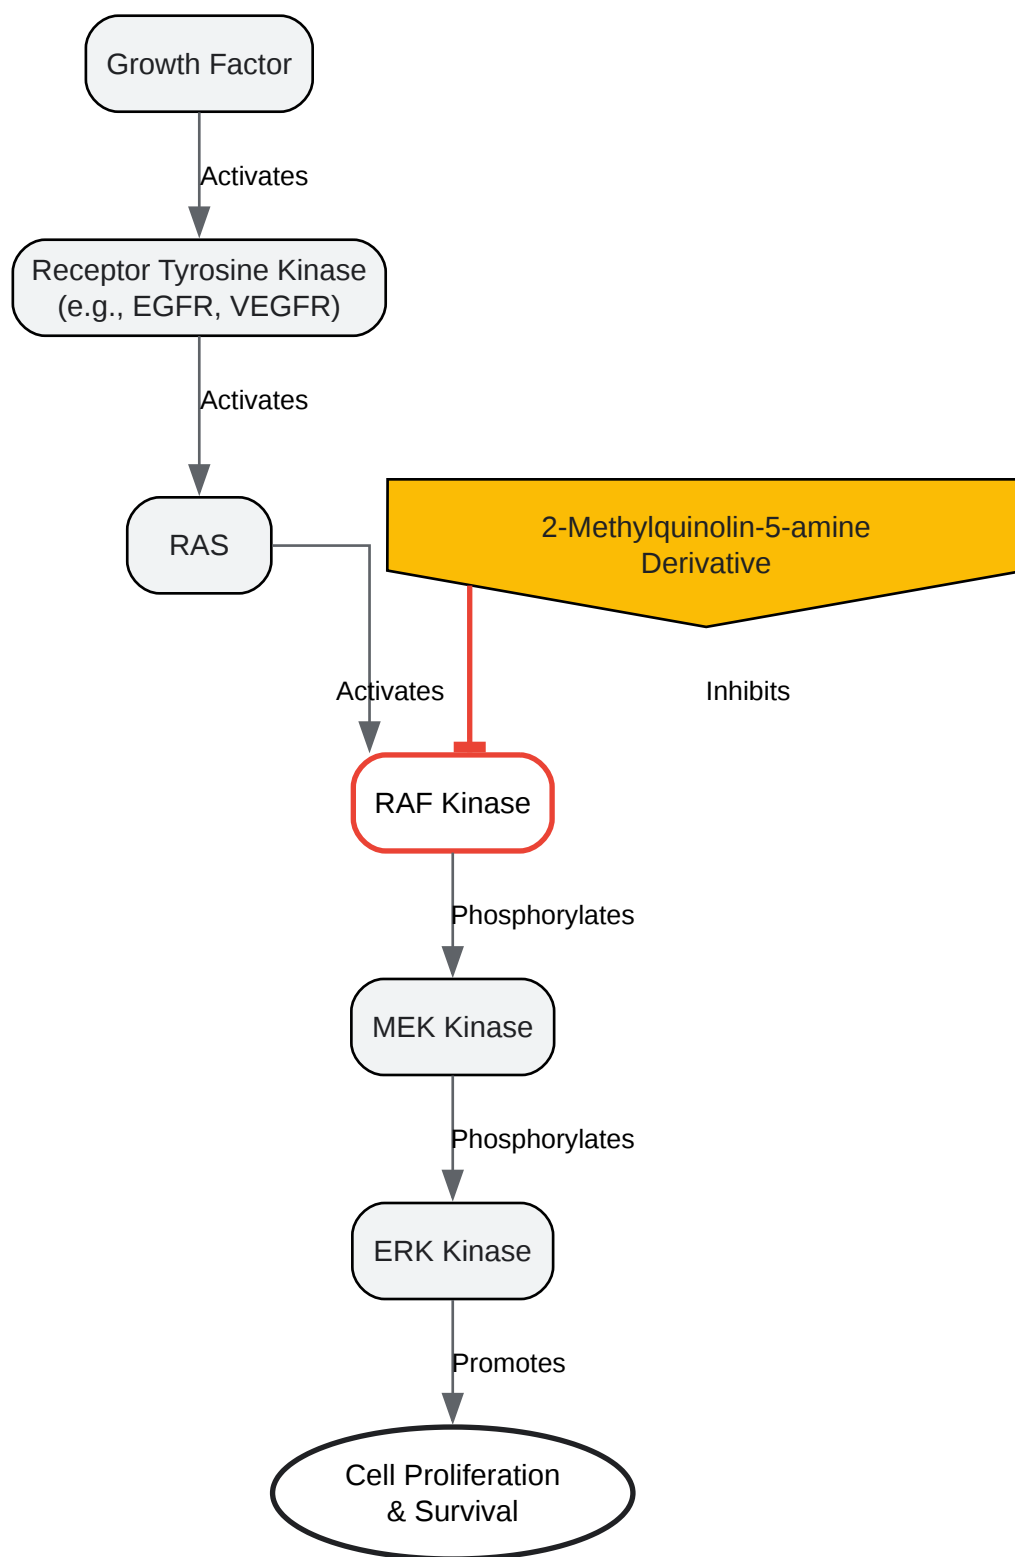 Growth Factor
Activates
Receptor Tyrosine Kinase
(e.g., EGFR, VEGFR)
Activates
RAS
2-Methylquinolin-5-amine
Derivative
Activates
Inhibits
RAF Kinase
Phosphorylates
MEK Kinase
Phosphorylates
ERK Kinase
Promotes
Cell Proliferation
& Survival